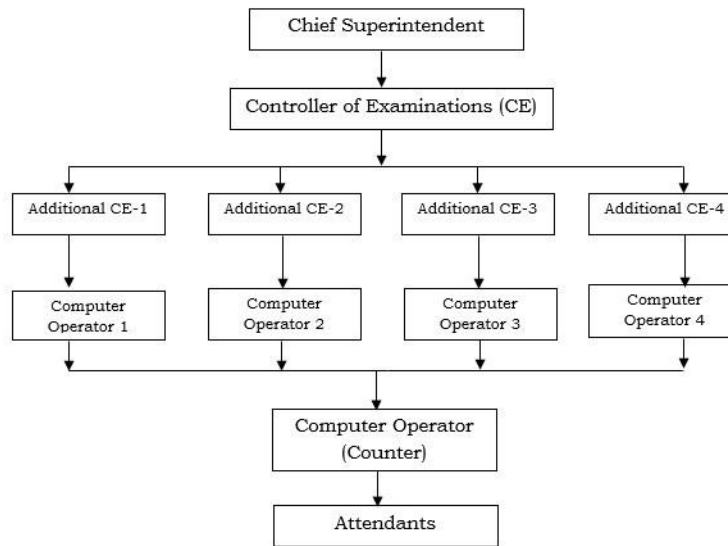 Chief Superintendent
Controller of Examinations (CE)
Additional CE-1
Additional CE-2
Additional CE-3
Additional CE-4
Computer
Operator 1
Computer
Operator 2
Computer
Operator 3
Computer
Operator 4
Computer Operator
(Counter)
Attendants